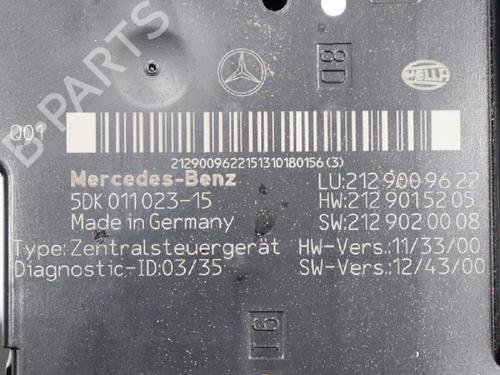 8D
HELLA
Q01
2129009622151310180156(3)
Mercedes-Benz
LU:212 900 96 22
5DK 011 023-15
HW:212 901 52 05
Made in Germany
SW:212 902 00 08
Type:Zentralsteuergerät
HW-Vers.:11/33/00
Diagnostic-ID:03/35
SW-Vers.:12/43/00
B-PARTS